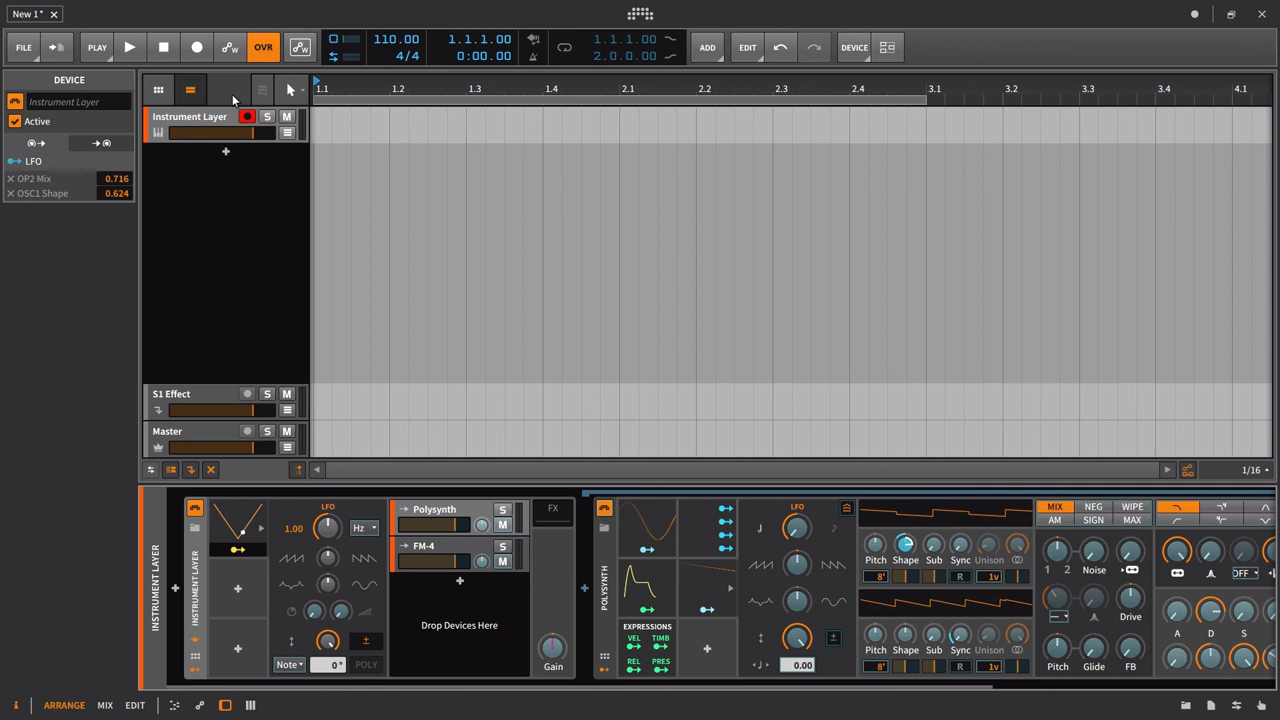 New 1*
FILE
PLAY
OVR
110.00
4/4
1.1.1.00
0:00.00
1.1.1.00
2.0.0.00
ADD
EDIT
DEVICE
DEVICE
Instrument Layer
Active
LFO
OP2 Mix 0.716
OSC1 Shape 0.624
1.1 1.2 1.3 1.4 2.1 2.2 2.3 2.4 3.1 3.2 3.3 3.4 4.1
Instrument Layer S M
+
S1 Effect S M
Master S M
1/16
INSTRUMENT LAYER
INSTRUMENT LAYER
LFO
1.00 Hz
Note 0° POLY
Polysynth S
M
FM-4 S
M
+
Drop Devices Here
FX
Gain
POLYSYNTH
EXPRESSIONS
VEL TIMB
REL PRES
LFO
0.00
Pitch Shape Sub Sync Unison
8' R 1v
Pitch Shape Sub Sync Unison
8' R 1v
MIX NEG WIPE
AM SIGN MAX
1 2 Noise
Drive
Pitch Glide FB
OFF
A D S
ARRANGE MIX EDIT